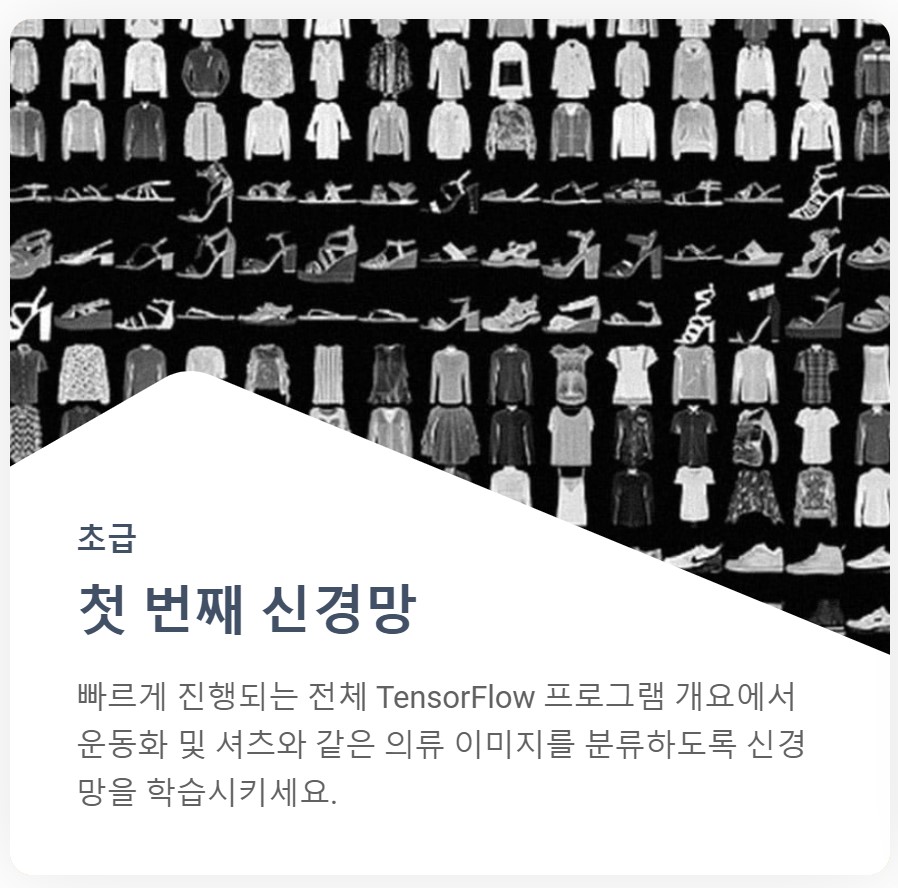 초급
첫 번째 신경망
빠르게 진행되는 전체 TensorFlow 프로그램 개요에서
운동화 및 셔츠와 같은 의류 이미지를 분류하도록 신경
망을 학습시키세요.